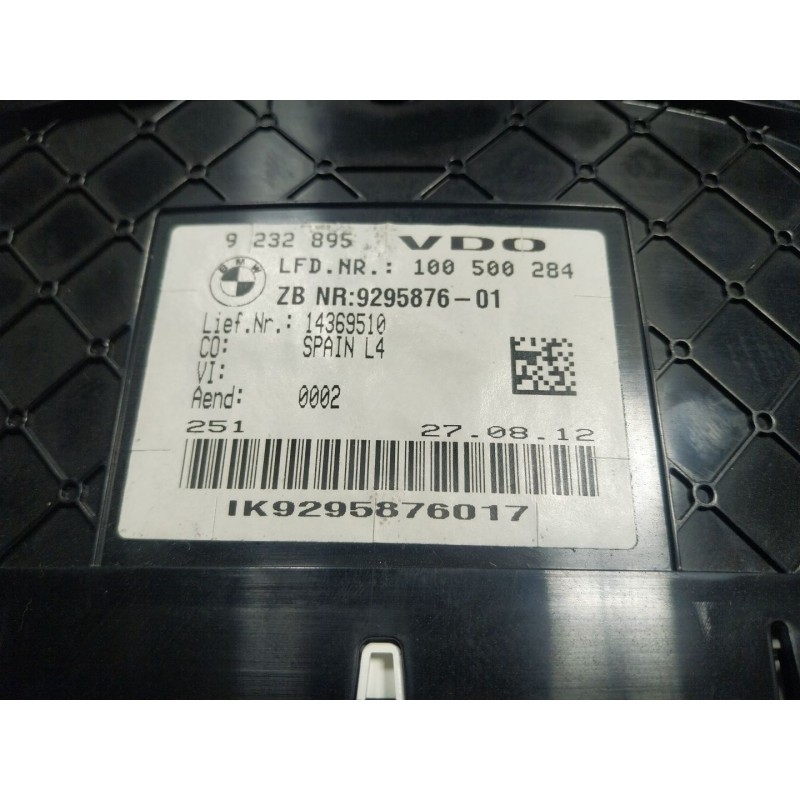 9 232 895 VDO
BMW LFD.NR.: 100 500 284
ZB NR:9295876-01
Lief.Nr.: 14369510
CO: SPAIN L4
VI:
Aend: 0002
251 27.08.12
IK9295876017